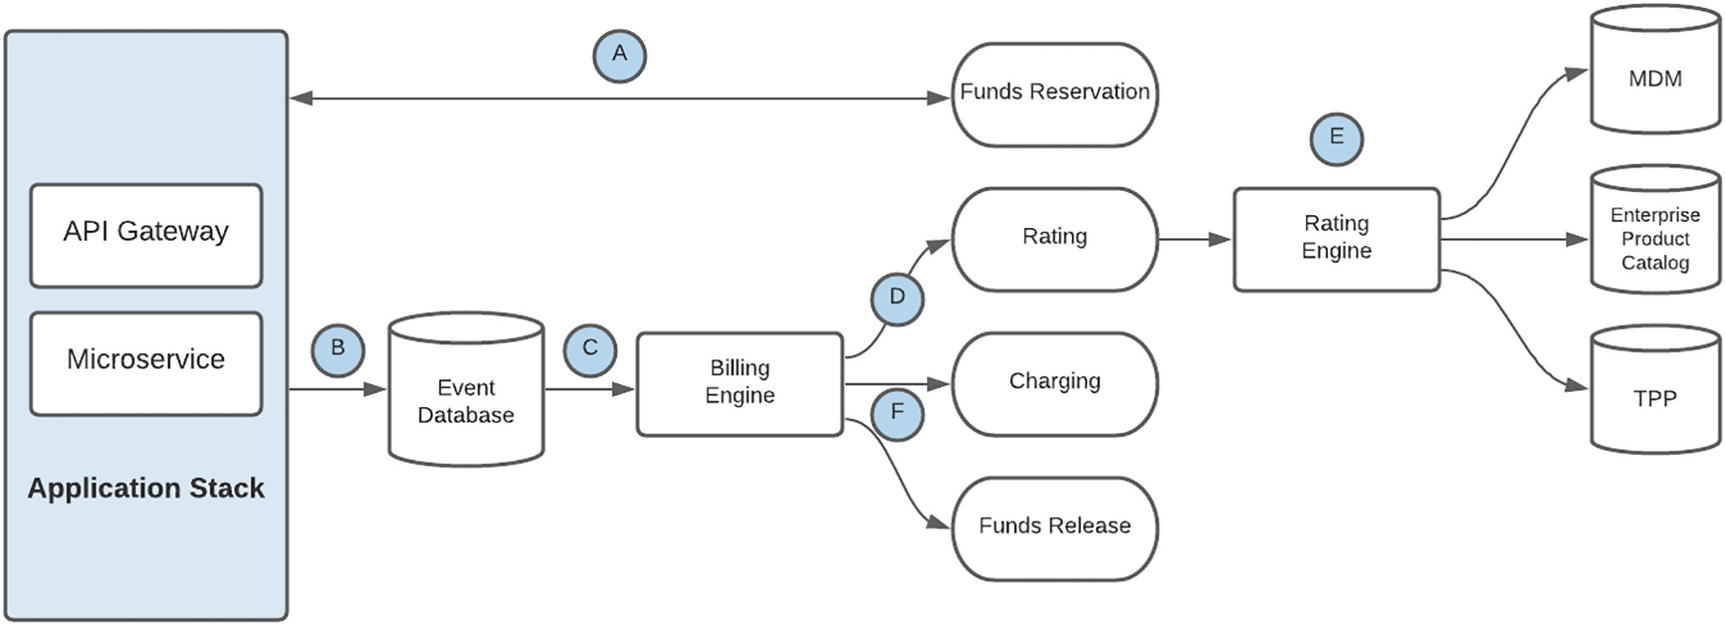 A
Funds Reservation
MDM
E
API Gateway
Rating
Rating
Engine
Enterprise
Product
Catalog
D
Microservice
B
Event
Database
C
Billing
Engine
Charging
F
TPP
Application Stack
Funds Release